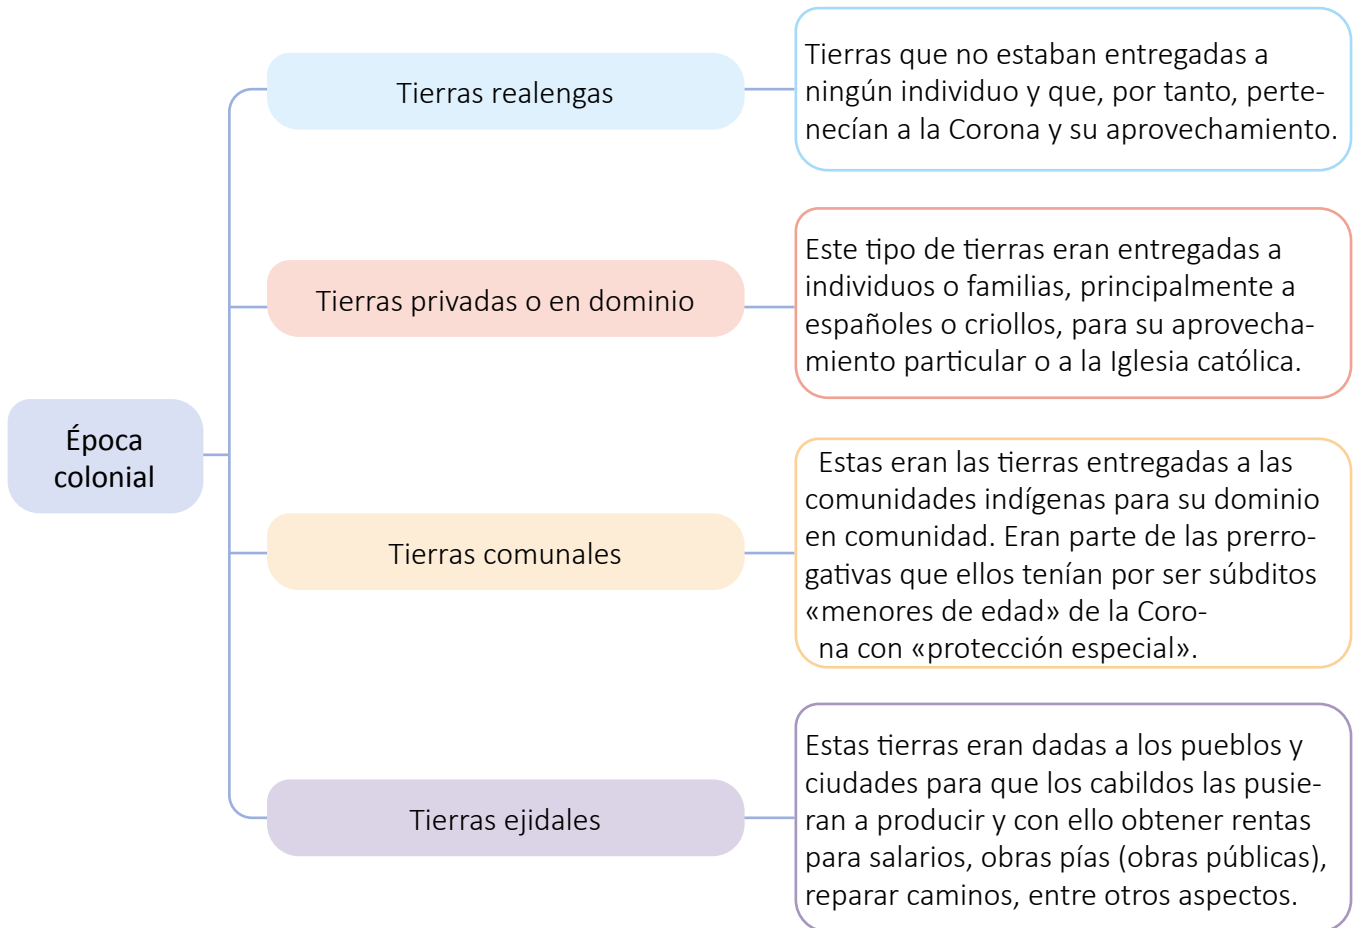 Época
colonial
Tierras realengas
Tierras que no estaban entregadas a
ningún individuo y que, por tanto, perte-
necían a la Corona y su aprovechamiento.
Tierras privadas o en dominio
Este tipo de tierras eran entregadas a
individuos o familias, principalmente a
españoles o criollos, para su aprovecha-
miento particular o a la Iglesia católica.
Tierras comunales
Estas eran las tierras entregadas a las
comunidades indígenas para su dominio
en comunidad. Eran parte de las prerro-
gativas que ellos tenían por ser súbditos
«menores de edad» de la Coro-
na con «protección especial».
Tierras ejidales
Estas tierras eran dadas a los pueblos y
ciudades para que los cabildos las pusie-
ran a producir y con ello obtener rentas
para salarios, obras pías (obras públicas),
reparar caminos, entre otros aspectos.